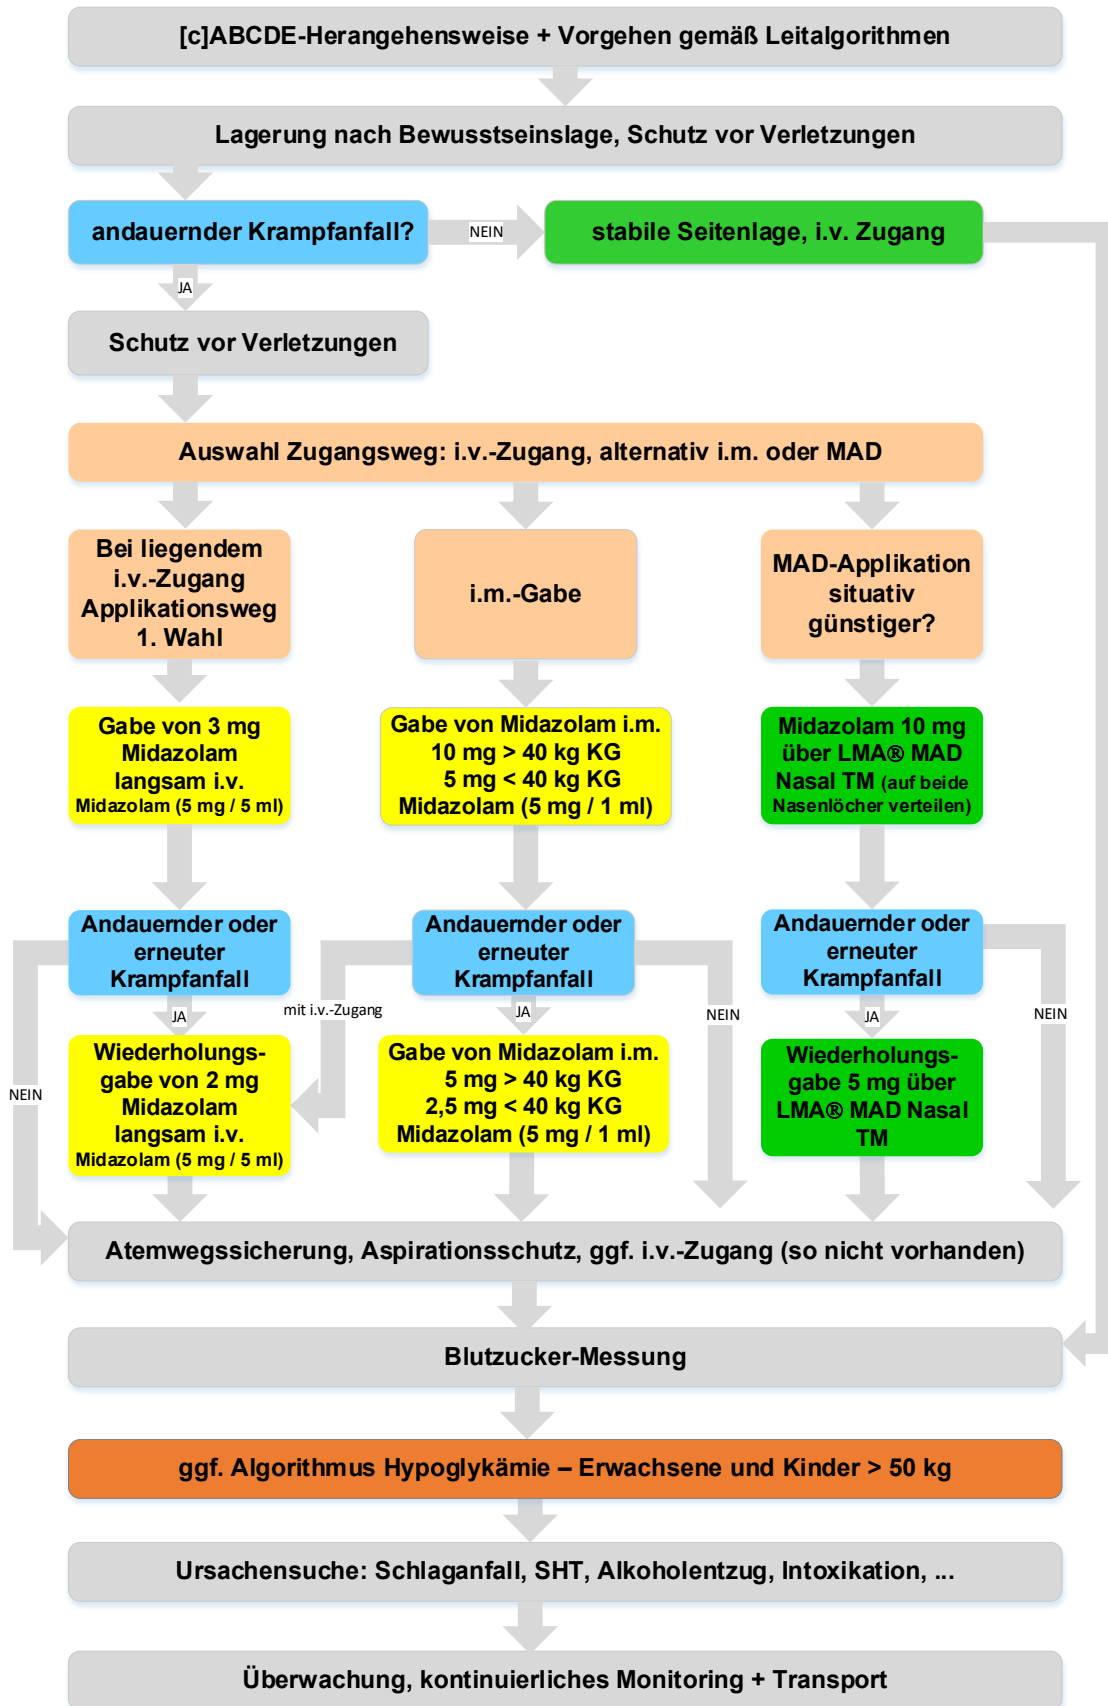 [c]ABCDE-Herangehensweise + Vorgehen gemäß Leitalgorithmen
Lagerung nach Bewusstseinslage, Schutz vor Verletzungen
andauernder Krampfanfall?
NEIN
stabile Seitenlage, i.v. Zugang
JA
Schutz vor Verletzungen
Auswahl Zugangsweg: i.v.-Zugang, alternativ i.m. oder MAD
Bei liegendem
i.v.-Zugang
Applikationsweg
1. Wahl
i.m.-Gabe
MAD-Applikation
situativ
günstiger?
Gabe von 3 mg
Midazolam
langsam i.v.
Midazolam (5 mg / 5 ml)
Gabe von Midazolam i.m.
10 mg > 40 kg KG
5 mg < 40 kg KG
Midazolam (5 mg / 1 ml)
Midazolam 10 mg
über LMA® MAD
Nasal TM (auf beide
Nasenlöcher verteilen)
Andauernder oder
erneuter
Krampfanfall
Andauernder oder
erneuter
Krampfanfall
Andauernder oder
erneuter
Krampfanfall
JA
mit i.v.-Zugang
JA
NEIN
JA
NEIN
NEIN
Wiederholungs-
gabe von 2 mg
Midazolam
langsam i.v.
Midazolam (5 mg / 5 ml)
Gabe von Midazolam i.m.
5 mg > 40 kg KG
2,5 mg < 40 kg KG
Midazolam (5 mg / 1 ml)
Wiederholungs-
gabe 5 mg über
LMA® MAD Nasal
TM
Atemwegssicherung, Aspirationsschutz, ggf. i.v.-Zugang (so nicht vorhanden)
Blutzucker-Messung
ggf. Algorithmus Hypoglykämie – Erwachsene und Kinder > 50 kg
Ursachensuche: Schlaganfall, SHT, Alkoholentzug, Intoxikation, ...
Überwachung, kontinuierliches Monitoring + Transport